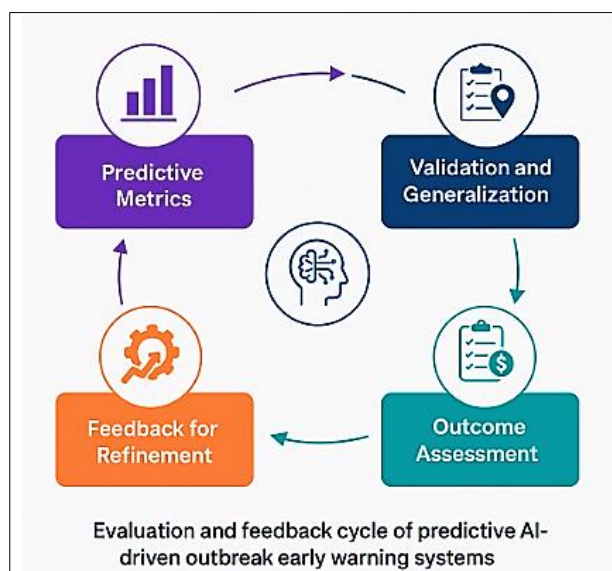 Predictive
Metrics
Validation and
Generalization
Feedback for
Refinement
Outcome
Assessment
$
Evaluation and feedback cycle of predictive AI-
driven outbreak early warning systems